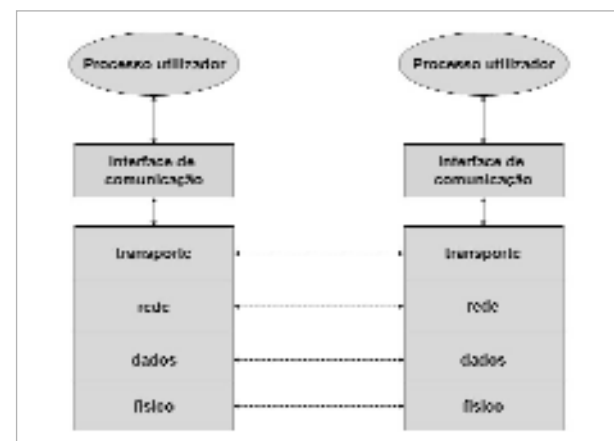 Processo utilizador
Processo utilizador
Interface de
comunicação
Interface de
comunicação
transporte
transporte
rede
rede
dados
dados
físico
físico